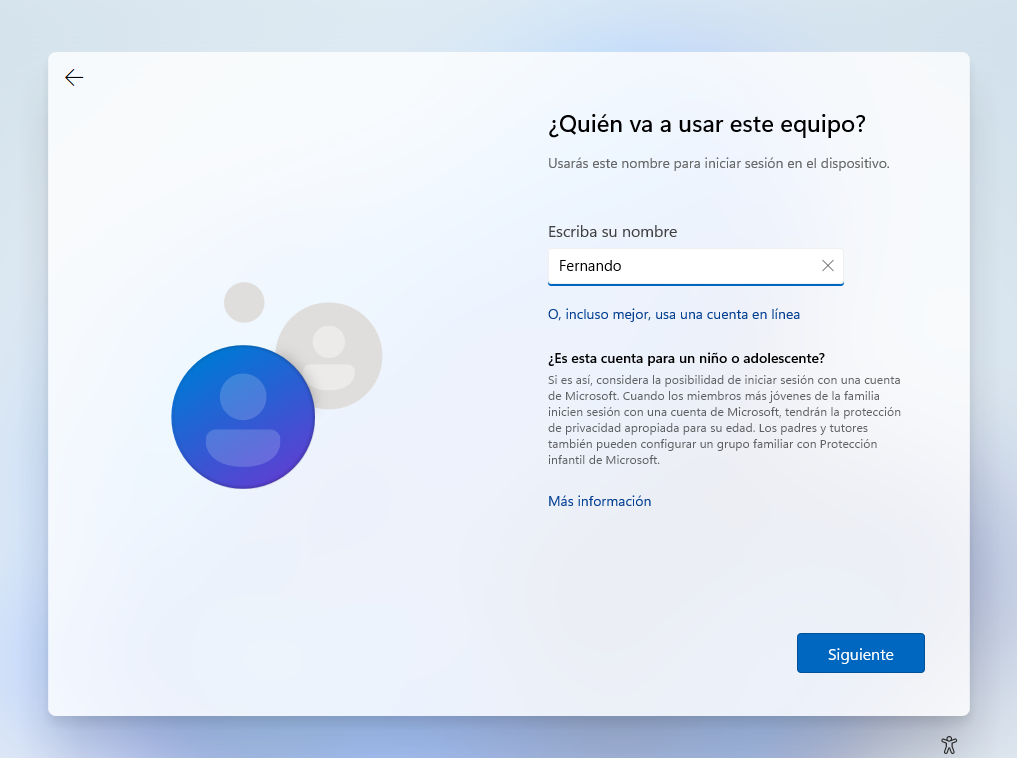 ¿Quién va a usar este equipo?
Usarás este nombre para iniciar sesión en el dispositivo.
Escriba su nombre
Fernando
O, incluso mejor, usa una cuenta en línea
¿Es esta cuenta para un niño o adolescente?
Si es así, considera la posibilidad de iniciar sesión con una cuenta
de Microsoft. Cuando los miembros más jóvenes de la familia
inicien sesión con una cuenta de Microsoft, tendrán la protección
de privacidad apropiada para su edad. Los padres y tutores
también pueden configurar un grupo familiar con Protección
infantil de Microsoft.
Más información
Siguiente